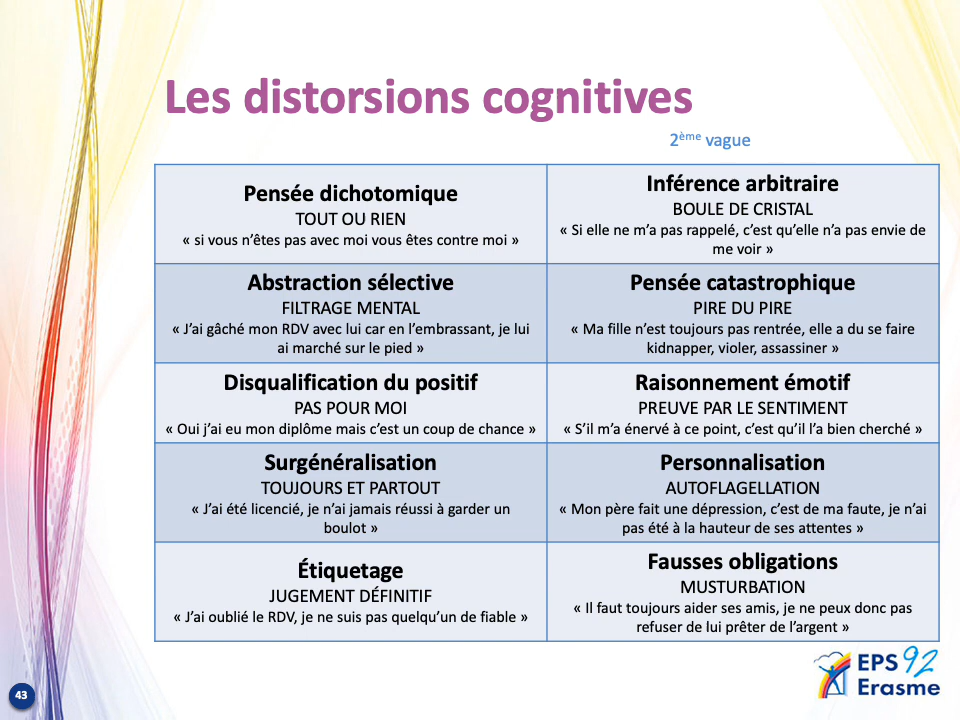 Les distorsions cognitives
2ème vague
Pensée dichotomique
TOUT OU RIEN
« si vous n'êtes pas avec moi vous êtes contre moi »
Inférence arbitraire
BOULE DE CRISTAL
« Si elle ne m'a pas rappelé, c'est qu'elle n'a pas envie de
me voir »
Abstraction sélective
FILTRAGE MENTAL
« J'ai gâché mon RDV avec lui car en l'embrassant, je lui
ai marché sur le pied »
Pensée catastrophique
PIRE DU PIRE
« Ma fille n'est toujours pas rentrée, elle a du se faire
kidnapper, violer, assassiner »
Disqualification du positif
PAS POUR MOI
« Oui j'ai eu mon diplôme mais c'est un coup de chance »
Raisonnement émotif
PREUVE PAR LE SENTIMENT
« S'il m'a énervé à ce point, c'est qu'il l'a bien cherché »
Surgénéralisation
TOUJOURS ET PARTOUT
« J'ai été licencié, je n'ai jamais réussi à garder un
boulot »
Personnalisation
AUTOFLAGELLATION
« Mon père fait une dépression, c'est de ma faute, je n'ai
pas été à la hauteur de ses attentes »
Étiquetage
JUGEMENT DÉFINITIF
« J'ai oublié le RDV, je ne suis pas quelqu'un de fiable »
Fausses obligations
MUSTURBATION
« Il faut toujours aider ses amis, je ne peux donc pas
refuser de lui prêter de l'argent »
EPS 92
Erasme
43